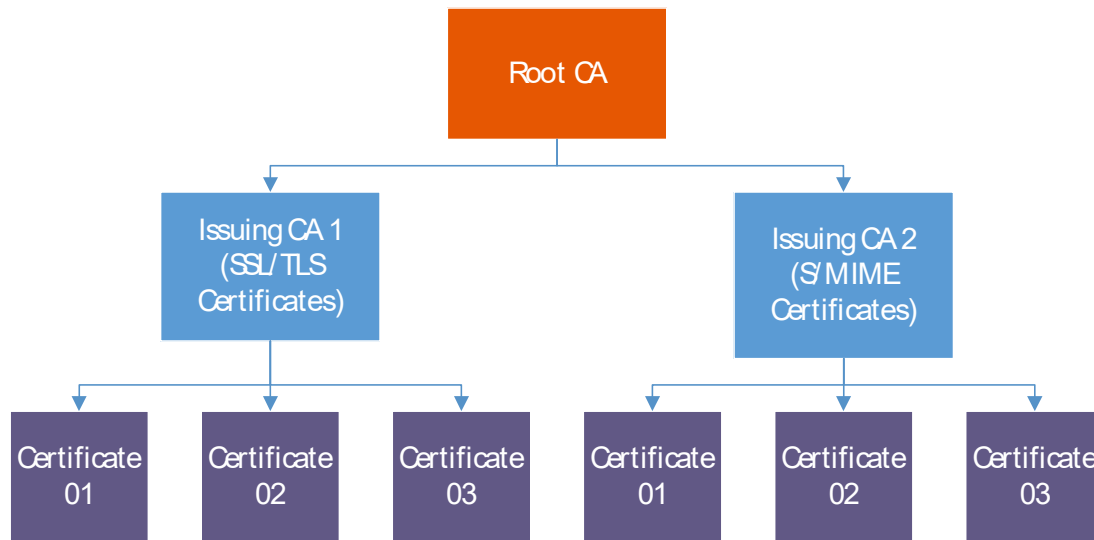 Root CA
Issuing CA 1
(SSL/TLS
Certificates)
Issuing CA 2
(S/MIME
Certificates)
Certificate
01
Certificate
02
Certificate
03
Certificate
01
Certificate
02
Certificate
03